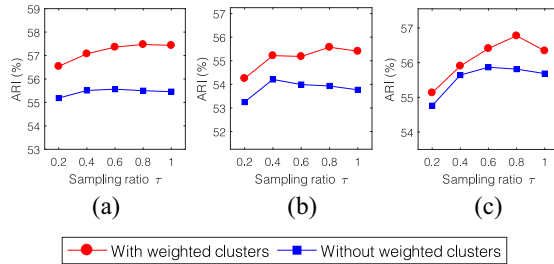 59
58
57
56
55
54
53
ARI (%)
0.2 0.4 0.6 0.8 1
Sampling ratio τ
(a)
57
56
55
54
53
52
ARI (%)
0.2 0.4 0.6 0.8 1
Sampling ratio τ
(b)
57
56
55
54
ARI (%)
0.2 0.4 0.6 0.8 1
Sampling ratio τ
(c)
With weighted clusters Without weighted clusters